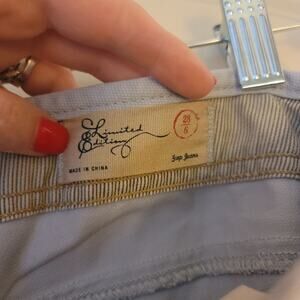 Limited
Edition
28
6
MADE IN CHINA
Gap Jeans